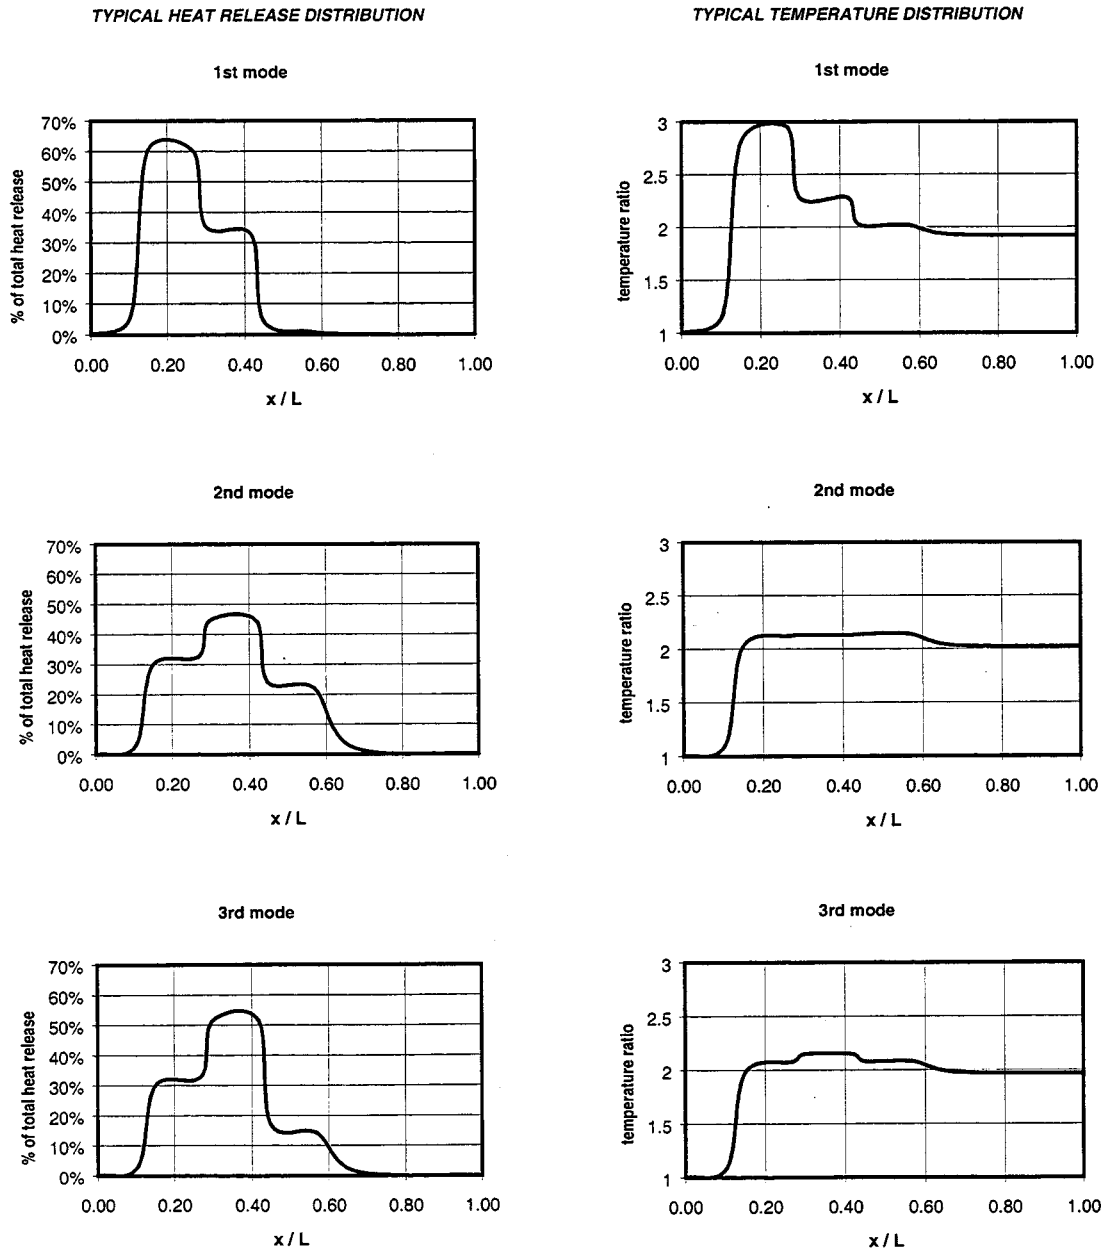 TYPICAL HEAT RELEASE DISTRIBUTION
1st mode
% of total heat release
70%
60%
50%
40%
30%
20%
10%
0%
0.00 0.20 0.40 0.60 0.80 1.00
x / L
2nd mode
% of total heat release
70%
60%
50%
40%
30%
20%
10%
0%
0.00 0.20 0.40 0.60 0.80 1.00
x / L
3rd mode
% of total heat release
70%
60%
50%
40%
30%
20%
10%
0%
0.00 0.20 0.40 0.60 0.80 1.00
x / L
TYPICAL TEMPERATURE DISTRIBUTION
1st mode
temperature ratio
3
2.5
2
1.5
1
0.00 0.20 0.40 0.60 0.80 1.00
x / L
2nd mode
temperature ratio
3
2.5
2
1.5
1
0.00 0.20 0.40 0.60 0.80 1.00
x / L
3rd mode
temperature ratio
3
2.5
2
1.5
1
0.00 0.20 0.40 0.60 0.80 1.00
x / L